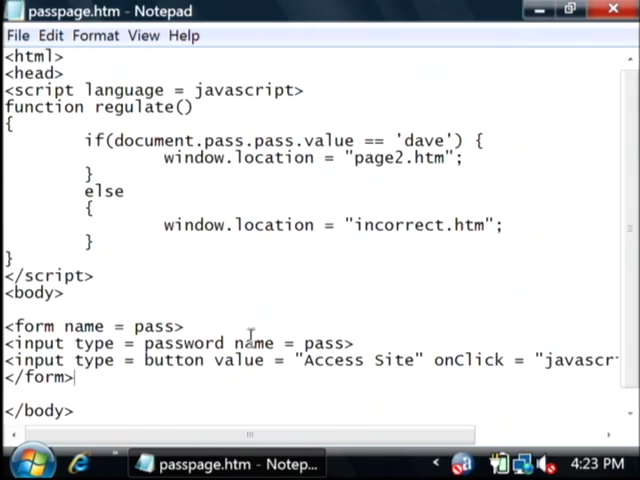 passpage.htm - Notepad
File Edit Format View Help
<html>
<head>
<script language = javascript>
function regulate()
{
if(document.pass.pass.value == 'dave') {
window.location = "page2.htm";
}
else
{
window.location = "incorrect.htm";
}
}
</script>
<body>
<form name = pass>
<input type = password name = pass>
<input type = button value = "Access Site" onClick = "javascr
</form>
</body>
passpage.htm - Notep...
4:23 PM